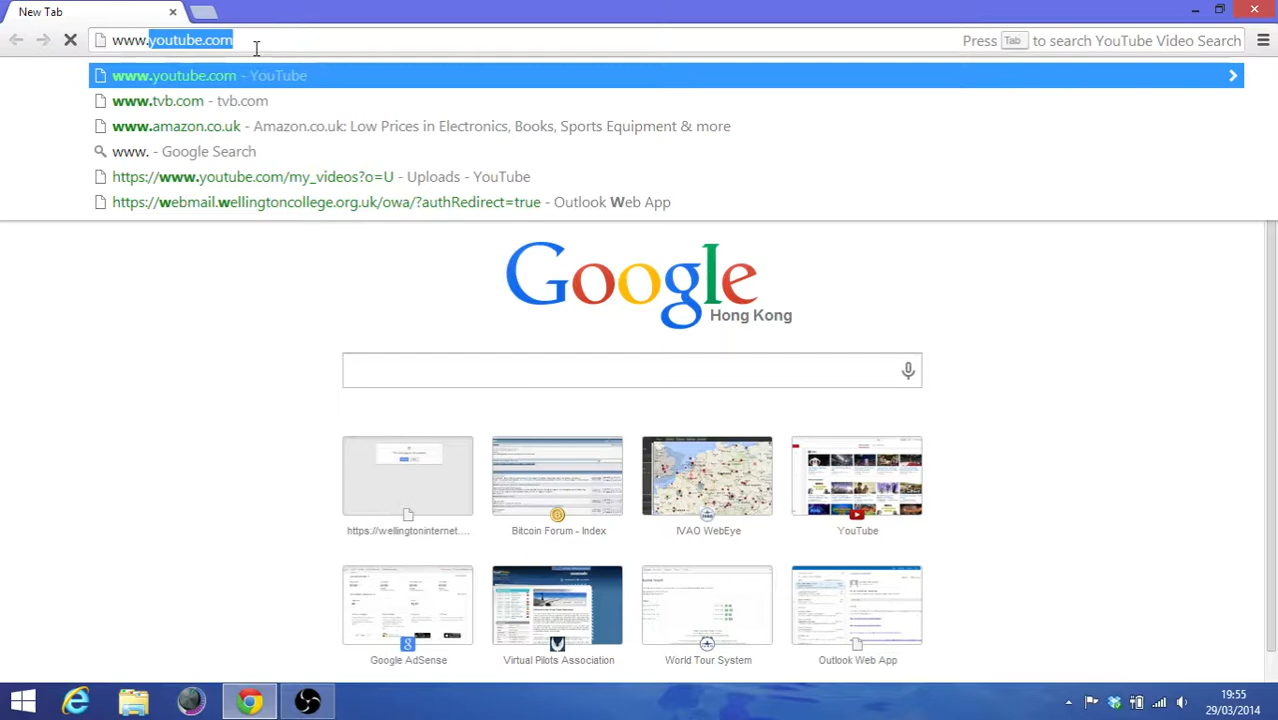 New Tab
www.youtube.com
Press Tab to search YouTube Video Search
www.youtube.com - YouTube
www.tvb.com - tvb.com
www.amazon.co.uk - Amazon.co.uk: Low Prices in Electronics, Books, Sports Equipment & more
www. - Google Search
https://www.youtube.com/my_videos?o=U - Uploads - YouTube
https://webmail.wellingtoncollege.org.uk/owa/?authRedirect=true - Outlook Web App
Google
Hong Kong
https://wellingtoninternet....
Bitcoin Forum - Index
IVAO WebEye
YouTube
Google AdSense
Virtual Pilots Association
World Tour System
Outlook Web App
19:55
29/03/2014